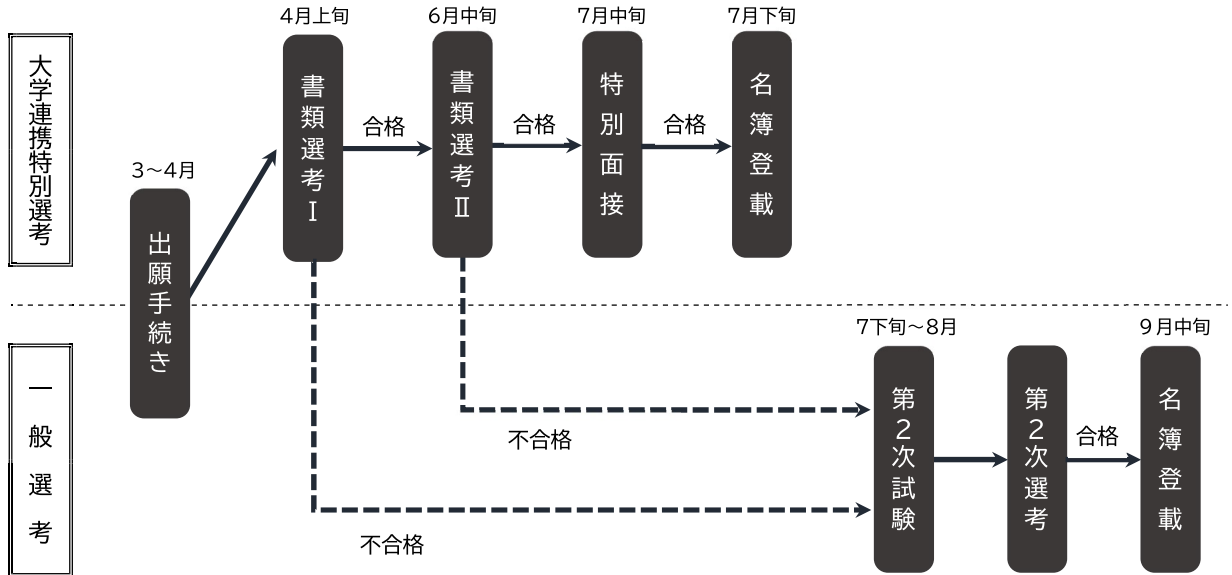 4月上旬
6月中旬
7月中旬
7月下旬
大学連携特別選考
3～4月
出願手続き
書類選考Ⅰ
合格
書類選考Ⅱ
合格
特別面接
合格
名簿登載
一般選考
不合格
不合格
7下旬～8月
9月中旬
第2次試験
第2次選考
合格
名簿登載